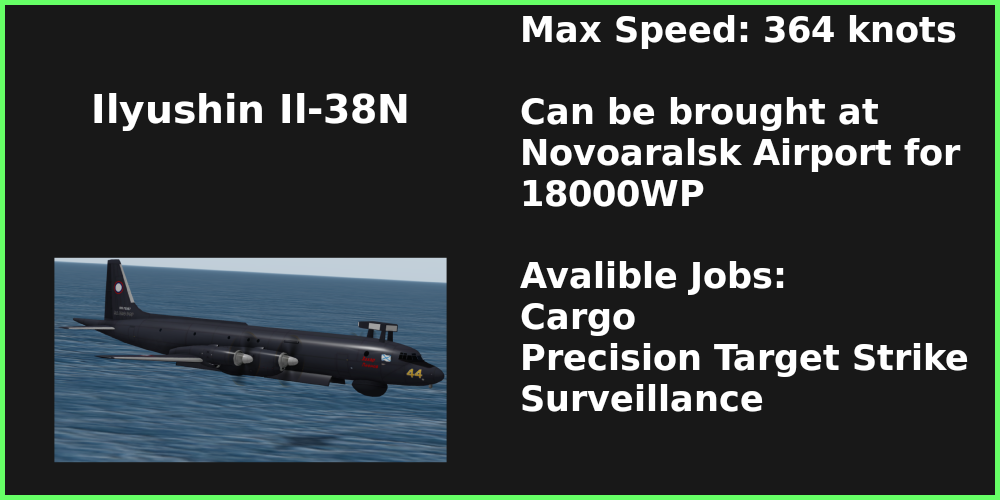 Max Speed: 364 knots
Ilyushin Il-38N
Can be brought at
Novoaralsk Airport for
18000WP
Avalible Jobs:
Cargo
Precision Target Strike
Surveillance
44